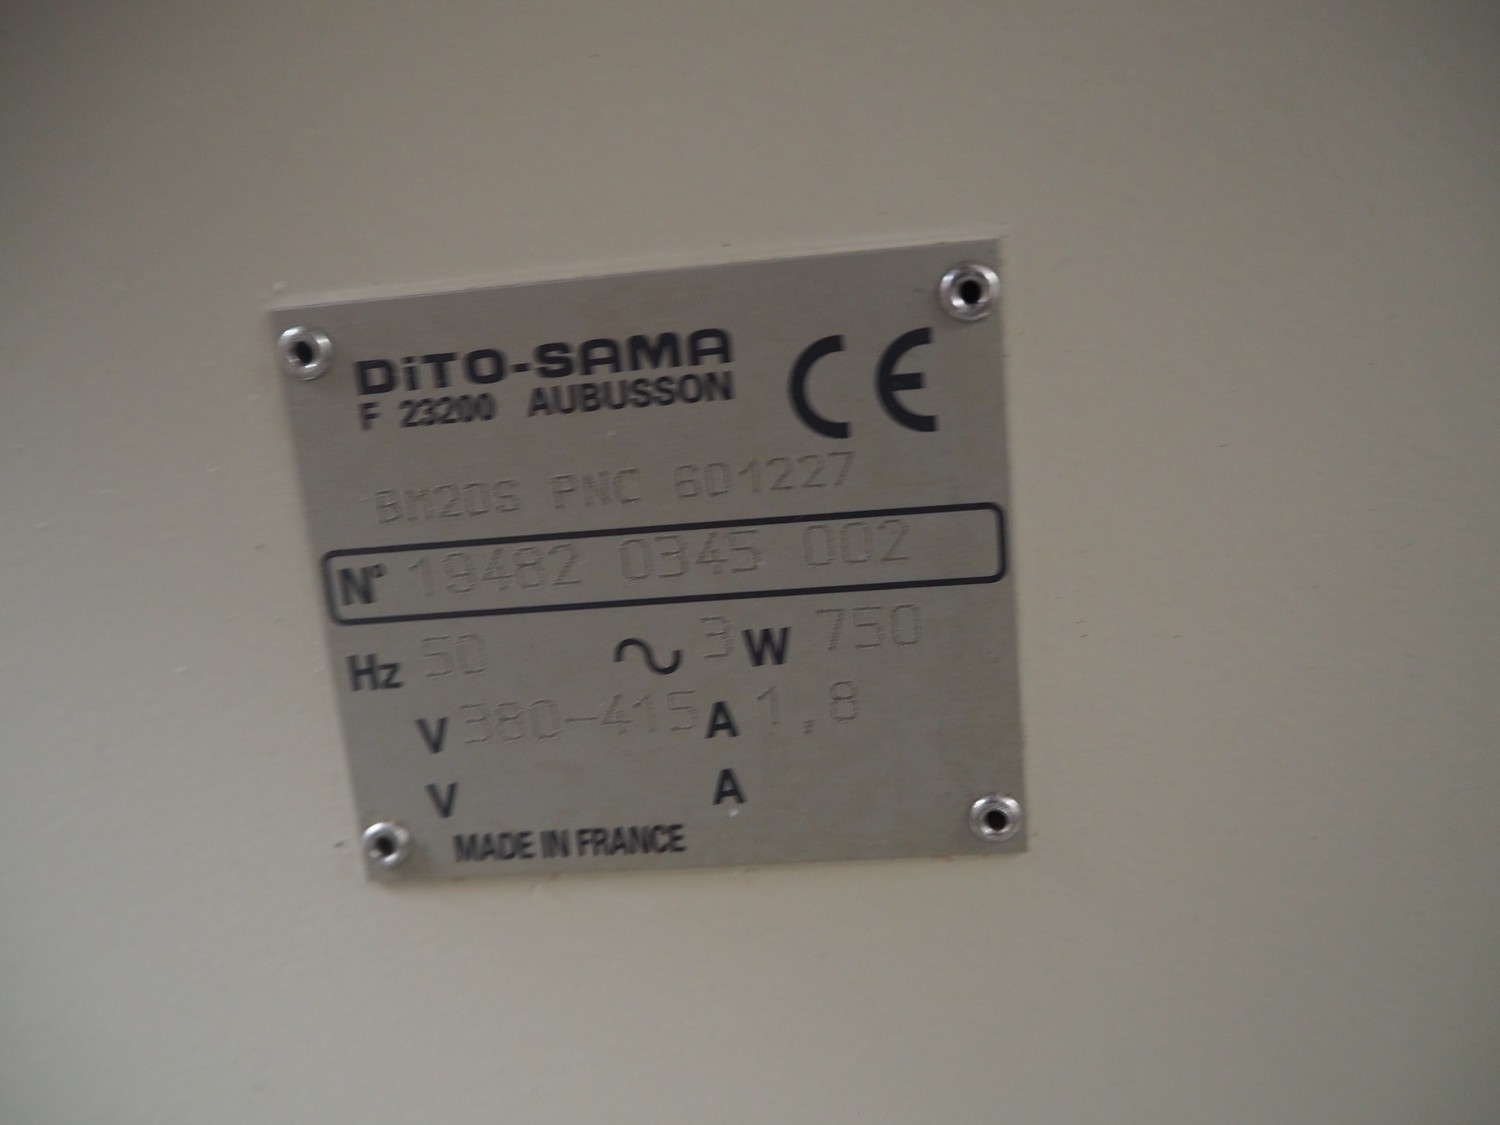 DiTO-SAMA
F 23200 AUBUSSON
CE
BM20S PNC 601227
N° 19482 0345 002
Hz 50 ~ 3 W 750
V 380-415 A 1,8
V A
MADE IN FRANCE